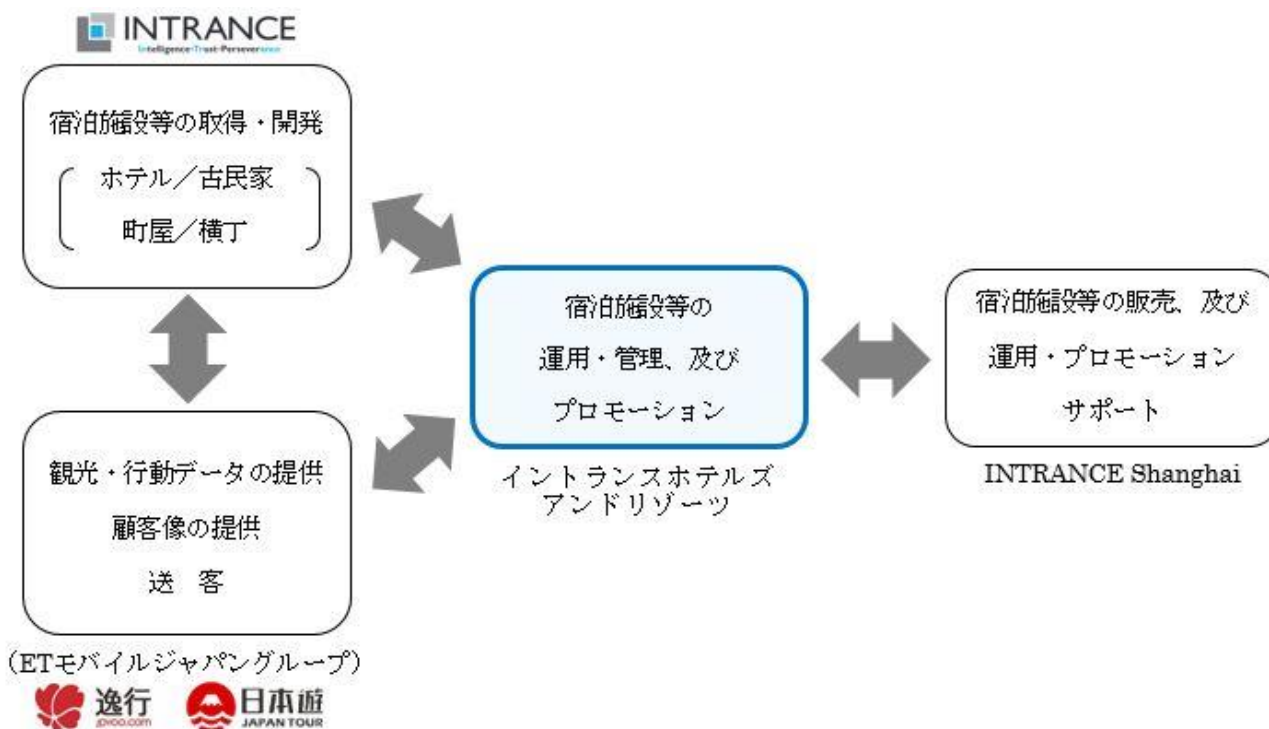 INTRANCE
Intelligence・Trust・Perseverance
宿泊施設等の取得・開発
ホテル／古民家
町屋／横丁
宿泊施設等の
運用・管理、及び
プロモーション
イントランスホテルズ
アンドリゾーツ
宿泊施設等の販売、及び
運用・プロモーション
サポート
INTRANCE Shanghai
観光・行動データの提供
顧客像の提供
送　客
（ETモバイルジャパングループ）
逸行
jpyoo.com
日本遊
JAPAN TOUR